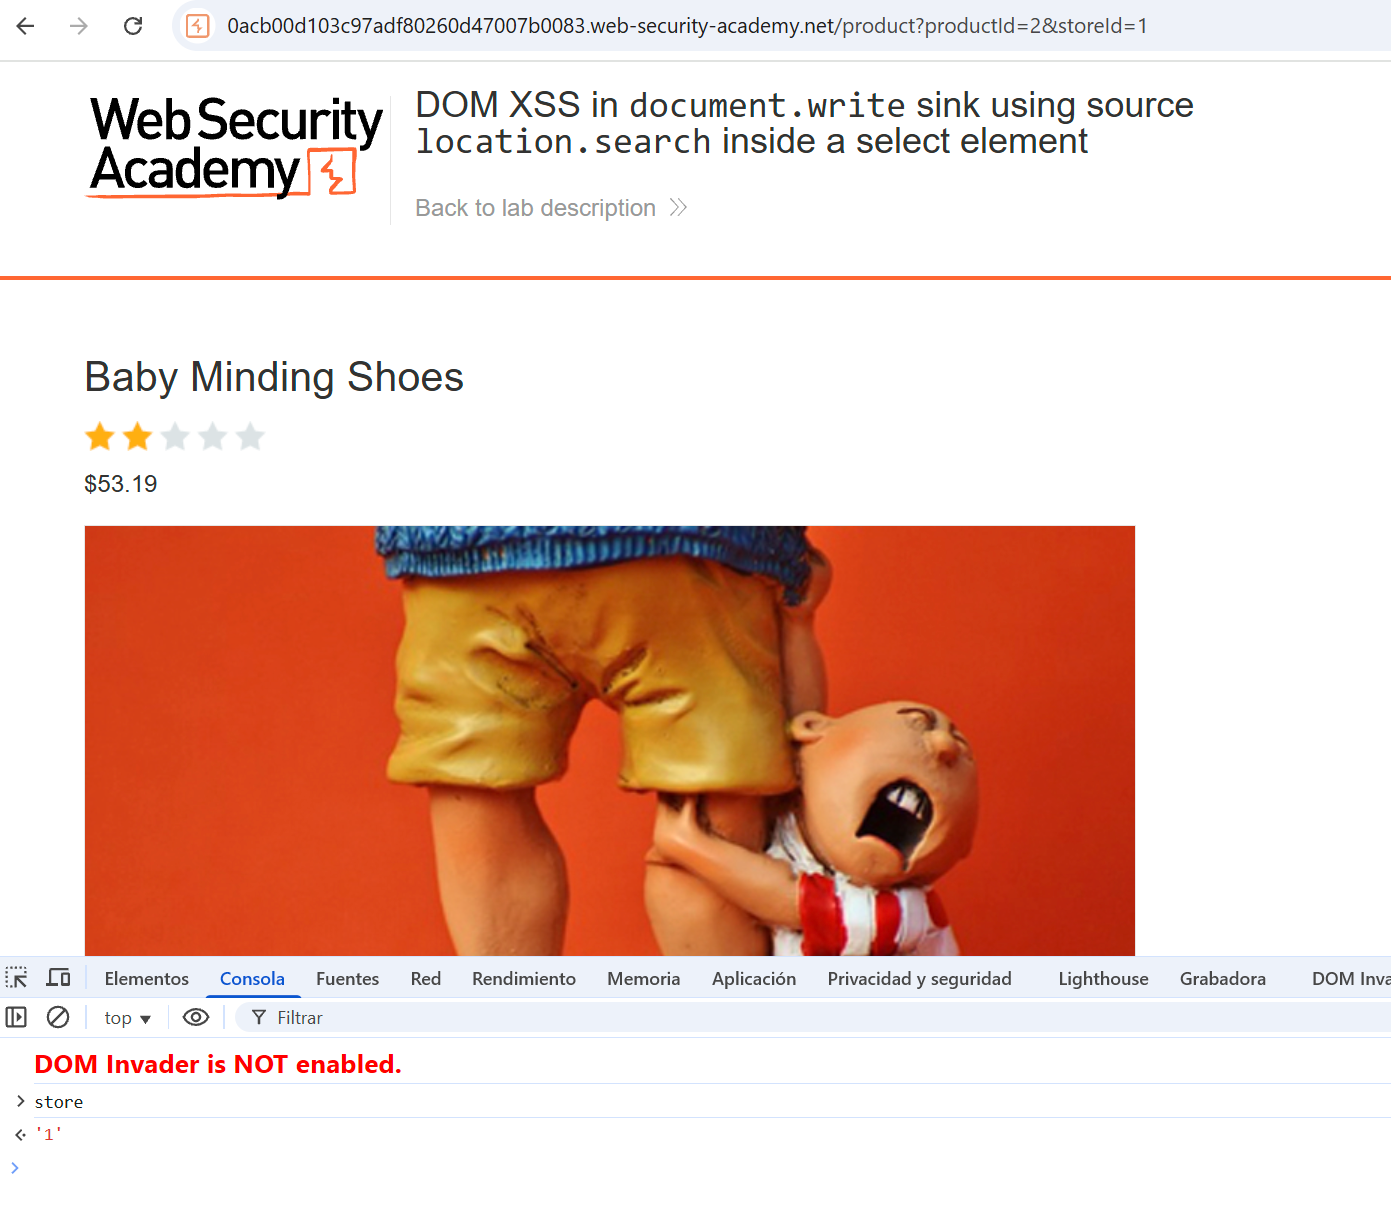 0acb00d103c97adf80260d47007b0083.web-security-academy.net/product?productId=2&storeId=1
Web Security
Academy
DOM XSS in document.write sink using source
location.search inside a select element
Back to lab description
Baby Minding Shoes
$53.19
Elementos Consola Fuentes Red Rendimiento Memoria Aplicación Privacidad y seguridad Lighthouse Grabadora DOM Inva
top Filtrar
DOM Invader is NOT enabled.
store
'1'